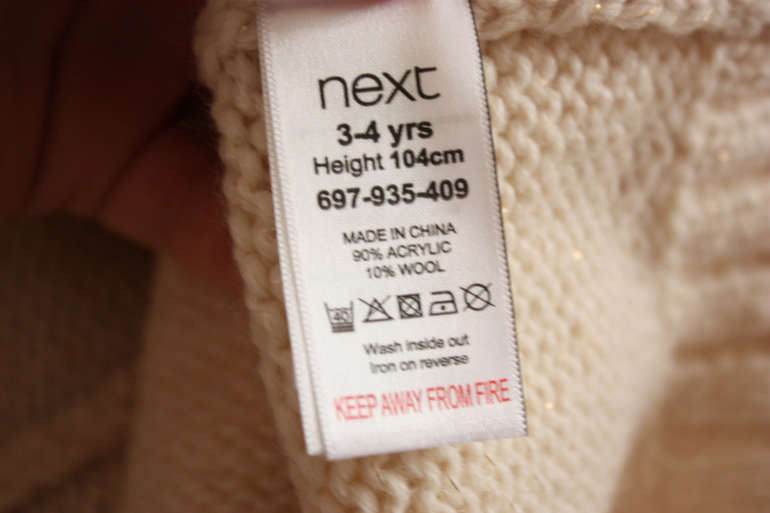 next
3-4 yrs
Height 104cm
697-935-409
MADE IN CHINA
90% ACRYLIC
10% WOOL
40
Wash inside out
Iron on reverse
KEEP AWAY FROM FIRE